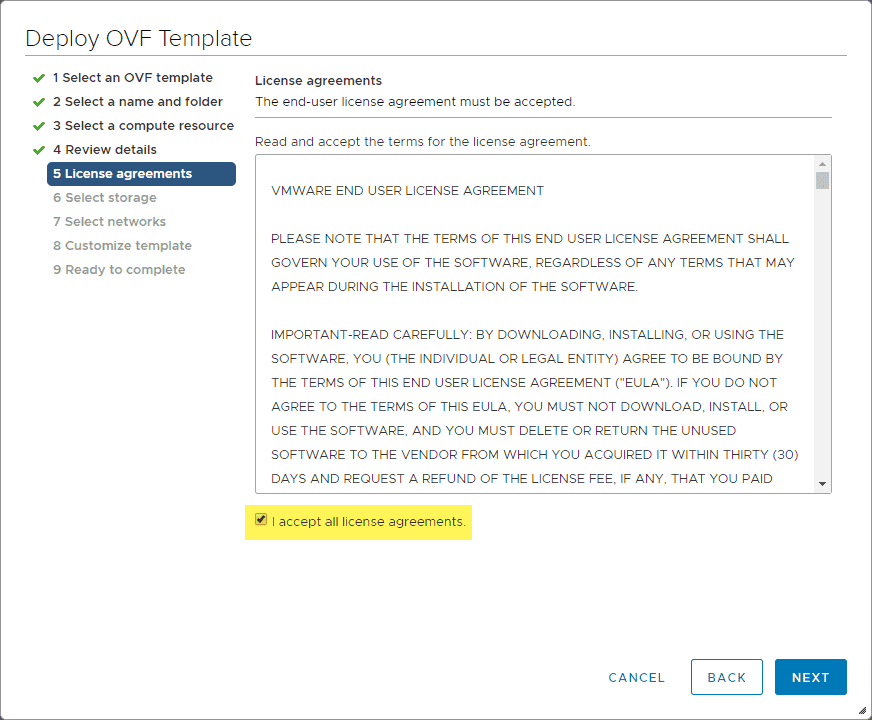 Deploy OVF Template
1 Select an OVF template
2 Select a name and folder
3 Select a compute resource
4 Review details
5 License agreements
6 Select storage
7 Select networks
8 Customize template
9 Ready to complete
License agreements
The end-user license agreement must be accepted.
Read and accept the terms for the license agreement.
VMWARE END USER LICENSE AGREEMENT
PLEASE NOTE THAT THE TERMS OF THIS END USER LICENSE AGREEMENT SHALL
GOVERN YOUR USE OF THE SOFTWARE, REGARDLESS OF ANY TERMS THAT MAY
APPEAR DURING THE INSTALLATION OF THE SOFTWARE.
IMPORTANT-READ CAREFULLY: BY DOWNLOADING, INSTALLING, OR USING THE
SOFTWARE, YOU (THE INDIVIDUAL OR LEGAL ENTITY) AGREE TO BE BOUND BY
THE TERMS OF THIS END USER LICENSE AGREEMENT ("EULA"). IF YOU DO NOT
AGREE TO THE TERMS OF THIS EULA, YOU MUST NOT DOWNLOAD, INSTALL, OR
USE THE SOFTWARE, AND YOU MUST DELETE OR RETURN THE UNUSED
SOFTWARE TO THE VENDOR FROM WHICH YOU ACQUIRED IT WITHIN THIRTY (30)
DAYS AND REQUEST A REFUND OF THE LICENSE FEE, IF ANY, THAT YOU PAID
I accept all license agreements.
CANCEL
BACK
NEXT